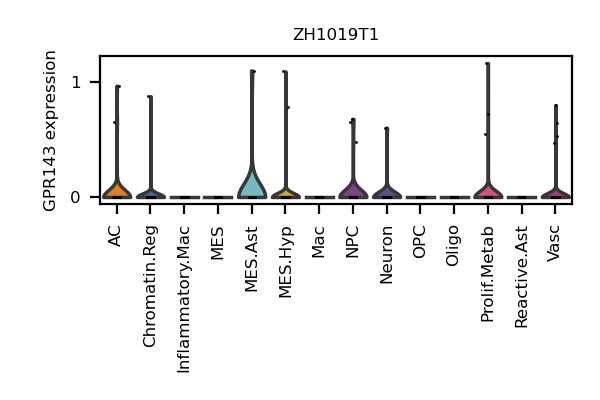 ZH1019T1
GPR143 expression
1
0
AC
Chromatin.Reg
Inflammatory.Mac
MES
MES.Ast
MES.Hyp
Mac
NPC
Neuron
OPC
Oligo
Prolif.Metab
Reactive.Ast
Vasc